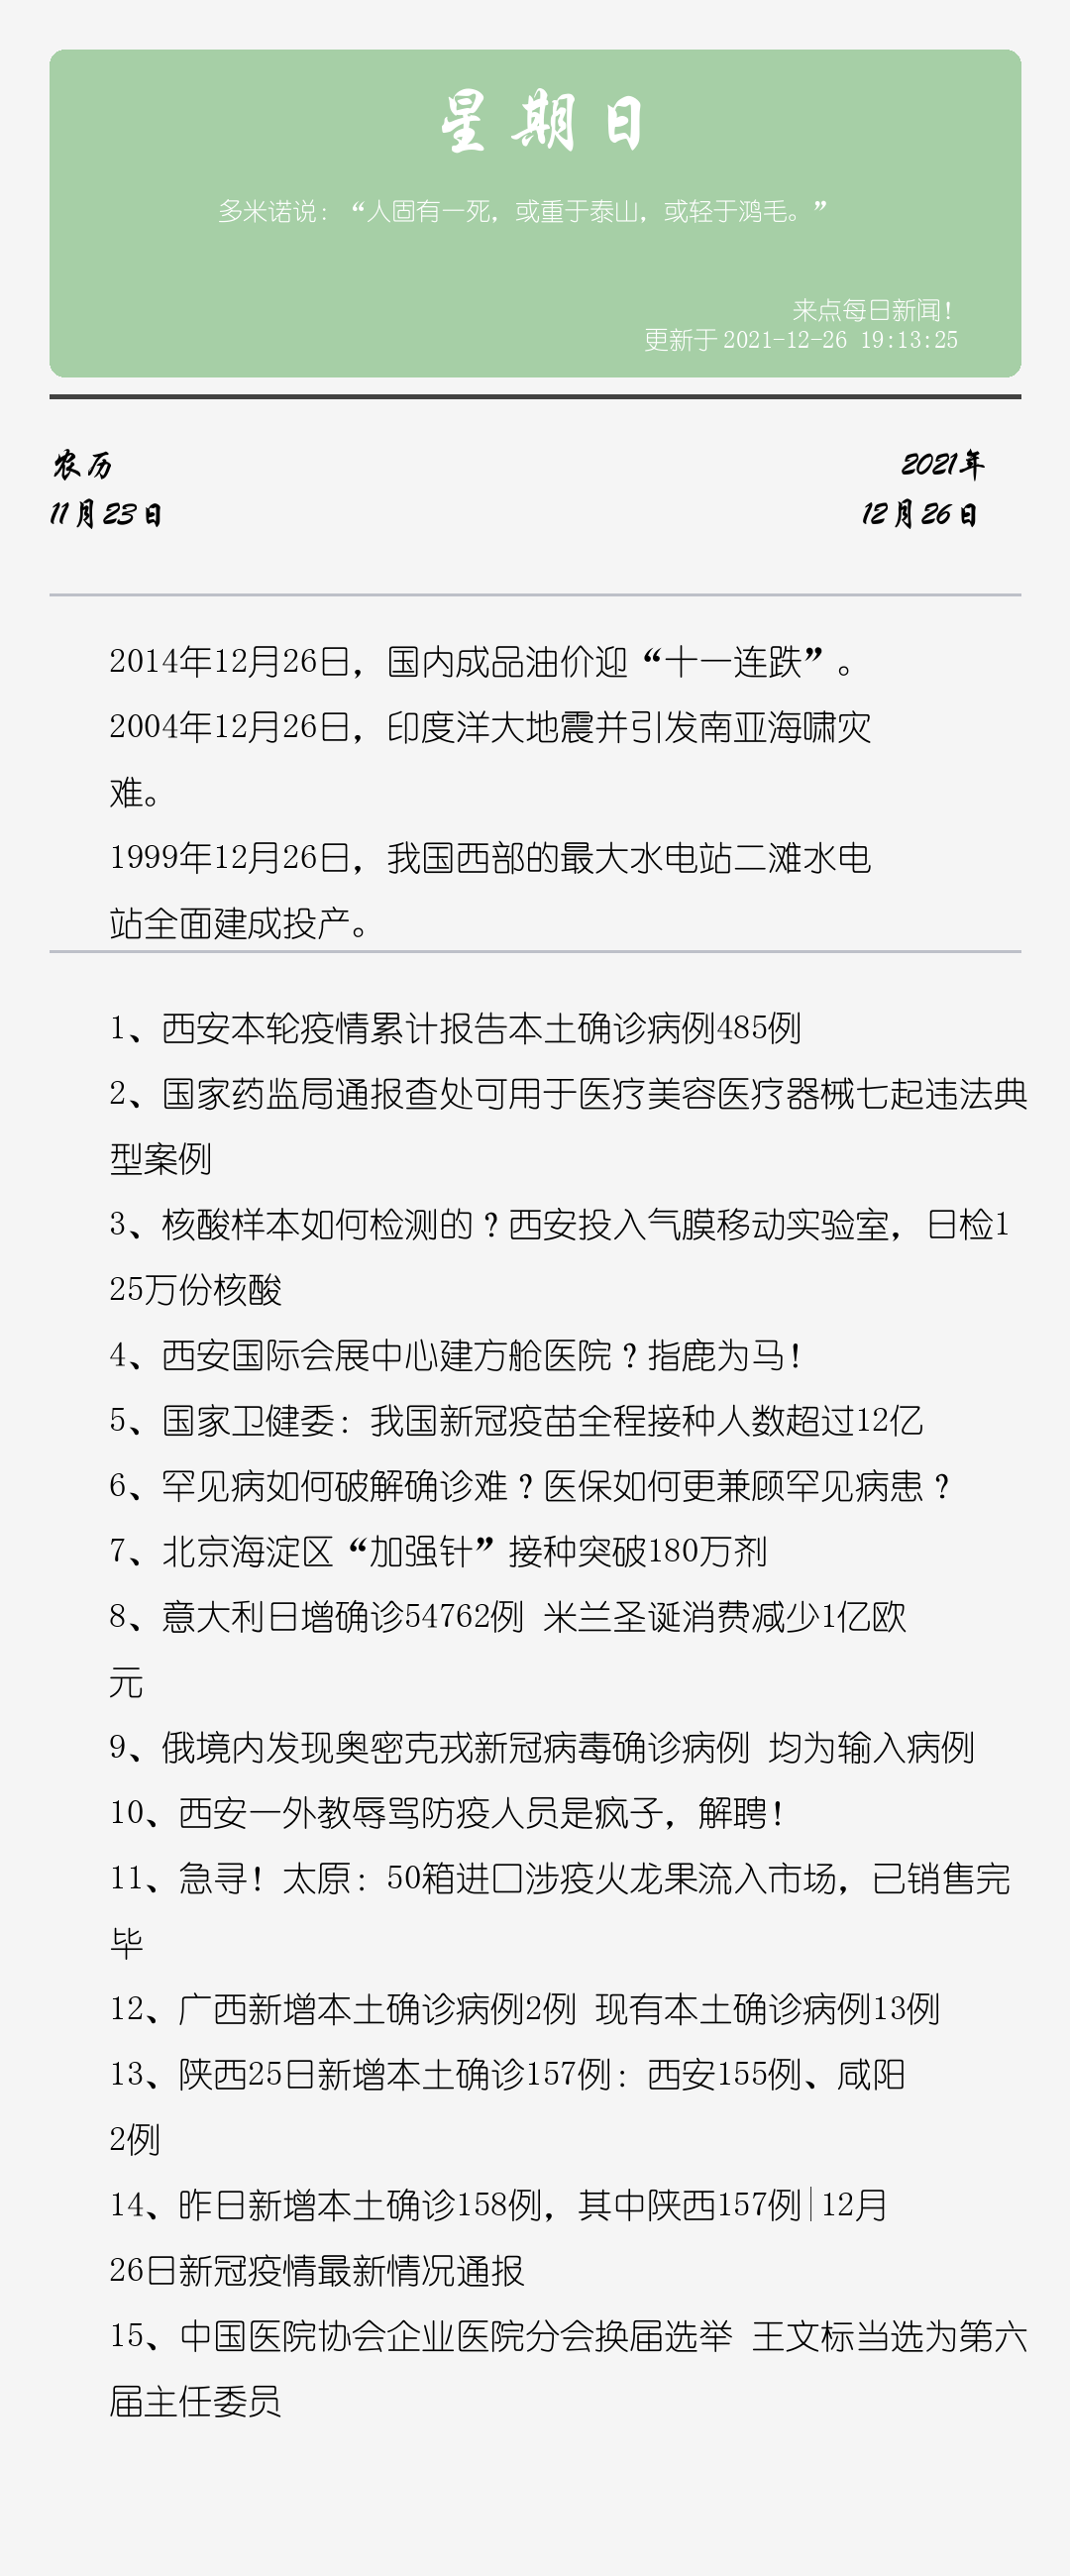 星期日
多米诺说：“人固有一死，或重于泰山，或轻于鸿毛。”
来点每日新闻！
更新于 2021-12-26 19:13:25
农历
2021年
11月23日
12月26日
2014年12月26日，国内成品油价迎“十一连跌”。
2004年12月26日，印度洋大地震并引发南亚海啸灾
难。
1999年12月26日，我国西部的最大水电站二滩水电
站全面建成投产。
1、西安本轮疫情累计报告本土确诊病例485例
2、国家药监局通报查处可用于医疗美容医疗器械七起违法典
型案例
3、核酸样本如何检测的？西安投入气膜移动实验室，日检1
25万份核酸
4、西安国际会展中心建方舱医院？指鹿为马！
5、国家卫健委：我国新冠疫苗全程接种人数超过12亿
6、罕见病如何破解确诊难？医保如何更兼顾罕见病患？
7、北京海淀区“加强针”接种突破180万剂
8、意大利日增确诊54762例 米兰圣诞消费减少1亿欧
元
9、俄境内发现奥密克戎新冠病毒确诊病例 均为输入病例
10、西安一外教辱骂防疫人员是疯子，解聘！
11、急寻！太原：50箱进口涉疫火龙果流入市场，已销售完
毕
12、广西新增本土确诊病例2例 现有本土确诊病例13例
13、陕西25日新增本土确诊157例：西安155例、咸阳
2例
14、昨日新增本土确诊158例，其中陕西157例|12月
26日新冠疫情最新情况通报
15、中国医院协会企业医院分会换届选举 王文标当选为第六
届主任委员